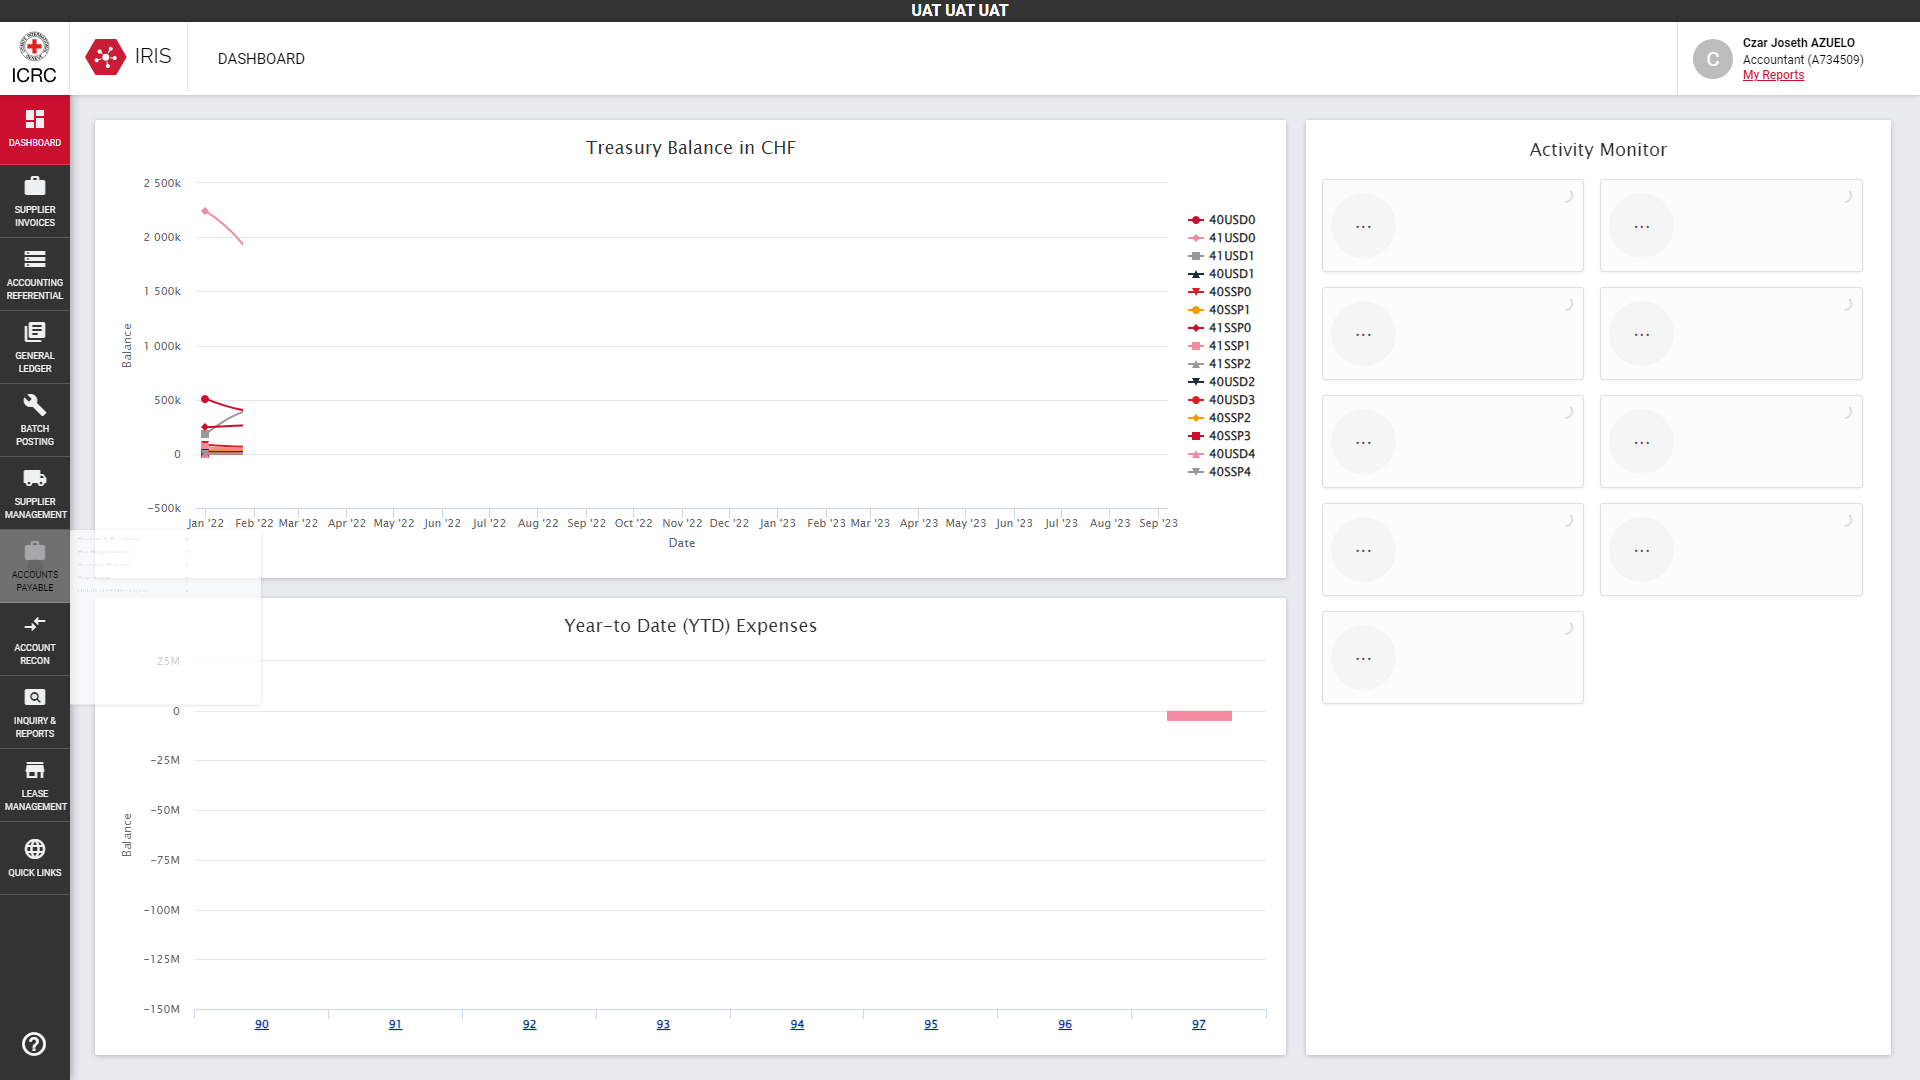 UAT UAT UAT
ICRC
IRIS
DASHBOARD
Czar Joseth AZUELO
Accountant (A734509)
My Reports
DASHBOARD
SUPPLIER
INVOICES
ACCOUNTING
REFERENTIAL
GENERAL
LEDGER
BATCH
POSTING
SUPPLIER
MANAGEMENT
ACCOUNTS
PAYABLE
ACCOUNT
RECON
INQUIRY &
REPORTS
LEASE
MANAGEMENT
QUICK LINKS
Treasury Balance in CHF
2 500k
2 000k
1 500k
1 000k
500k
0
−500k
Balance
Jan '22 Feb '22 Mar '22 Apr '22 May '22 Jun '22 Jul '22 Aug '22 Sep '22 Oct '22 Nov '22 Dec '22 Jan '23 Feb '23 Mar '23 Apr '23 May '23 Jun '23 Jul '23 Aug '23 Sep '23
Date
40USD0
41USD0
41USD1
40USD1
40SSP0
40SSP1
41SSP0
41SSP1
41SSP2
40USD2
40USD3
40SSP2
40SSP3
40USD4
40SSP4
Year-to Date (YTD) Expenses
25M
0
−25M
−50M
−75M
−100M
−125M
−150M
Balance
90 91 92 93 94 95 96 97
Activity Monitor
... ...
... ...
... ...
... ...
...